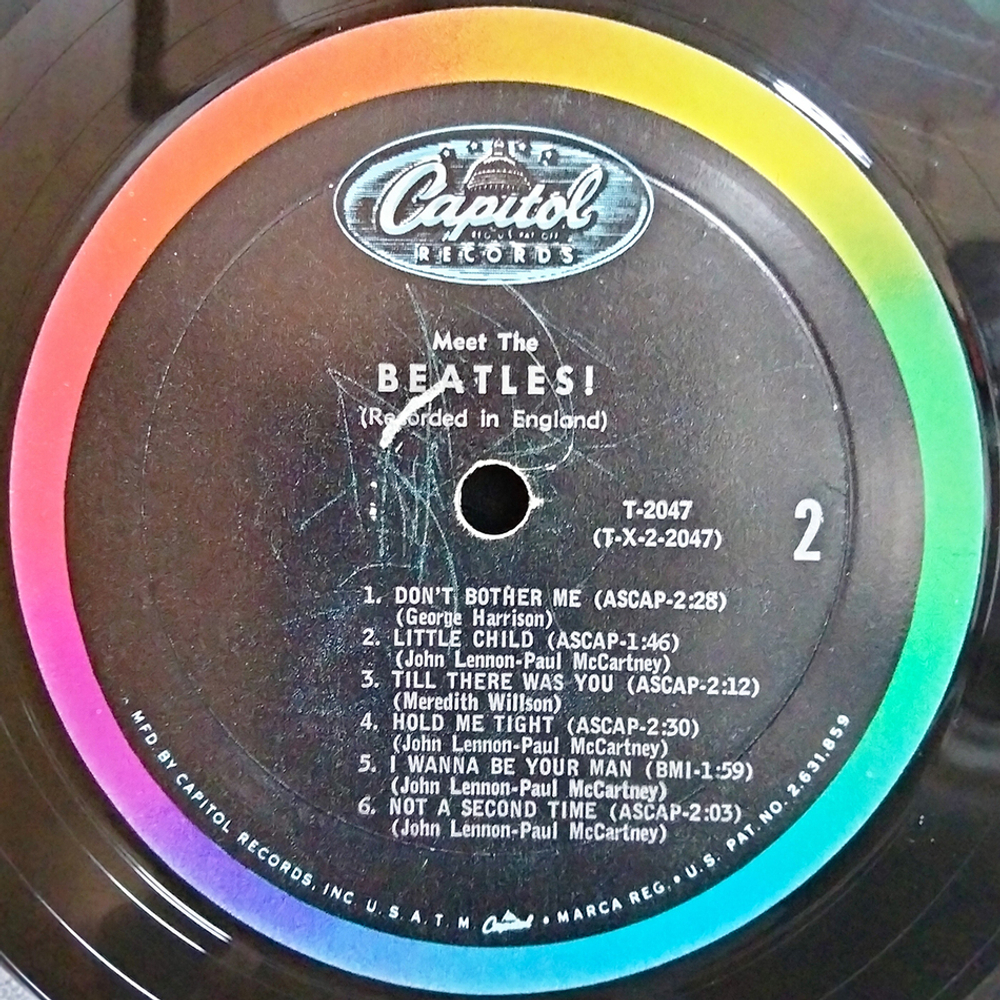 Capitol
RECORDS
Meet The
BEATLES!
(Recorded in England)
T-2047
(T-X-2-2047)
2
1. DON'T BOTHER ME (ASCAP-2:28)
(George Harrison)
2. LITTLE CHILD (ASCAP-1:46)
(John Lennon-Paul McCartney)
3. TILL THERE WAS YOU (ASCAP-2:12)
(Meredith Willson)
4. HOLD ME TIGHT (ASCAP-2:30)
(John Lennon-Paul McCartney)
5. I WANNA BE YOUR MAN (BMI-1:59)
(John Lennon-Paul McCartney)
6. NOT A SECOND TIME (ASCAP-2:03)
(John Lennon-Paul McCartney)
MFD BY CAPITOL RECORDS, INC U. S. A. T. M. Capitol • MARCA REG. • U.S. PAT. NO. 2,631,859